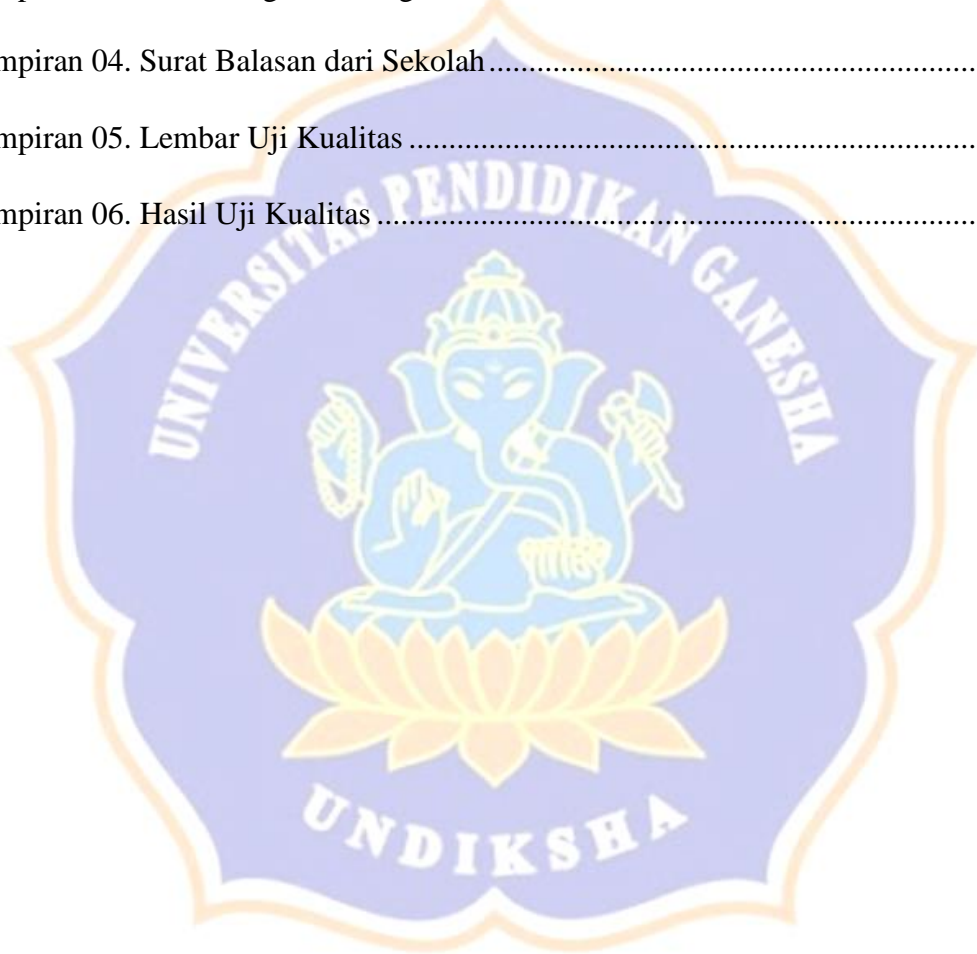 mpiran 04. Surat Balasan dari Sekolah
mpiran 05. Lembar Uji Kualitas
mpiran 06. Hasil Uji Kualitas
UNIVERSITAS PENDIDIKAN GANESHA
UNDIKSHA